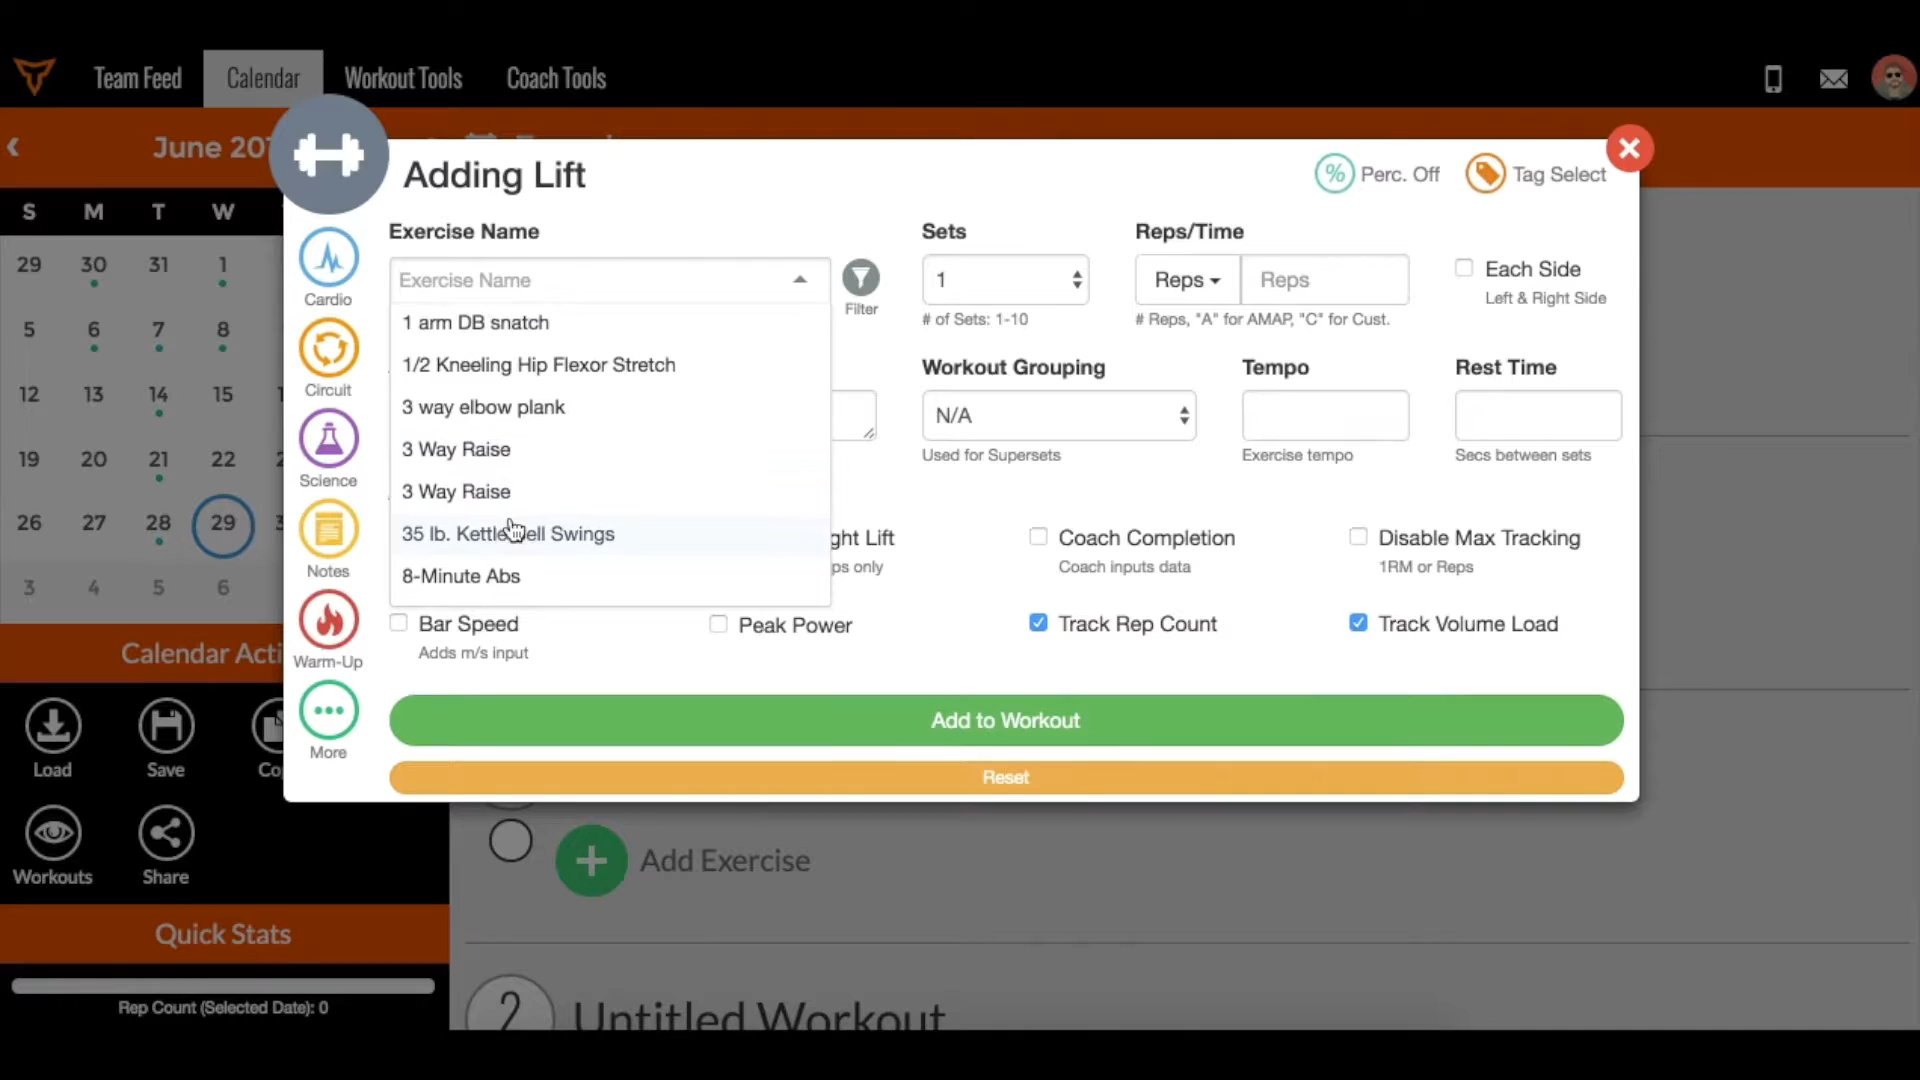 Team Feed
Calendar
Workout Tools
Coach Tools
June 20
Adding Lift
% Perc. Off
Tag Select
S M T W
29 30 31 1
5 6 7 8
12 13 14 15
19 20 21 22
26 27 28 29
3 4 5 6
Cardio
Circuit
Science
Notes
Warm-Up
More
Exercise Name
Exercise Name
Filter
1 arm DB snatch
1/2 Kneeling Hip Flexor Stretch
3 way elbow plank
3 Way Raise
3 Way Raise
35 lb. Kettlebell Swings
8-Minute Abs
Sets
1
# of Sets: 1-10
Reps/Time
Reps
Reps
# Reps, "A" for AMAP, "C" for Cust.
Each Side
Left & Right Side
Workout Grouping
N/A
Used for Supersets
Tempo
Exercise tempo
Rest Time
Secs between sets
ght Lift
ps only
Coach Completion
Coach inputs data
Disable Max Tracking
1RM or Reps
Bar Speed
Adds m/s input
Peak Power
Track Rep Count
Track Volume Load
Add to Workout
Reset
Calendar Acti
Load
Save
Co
Workouts
Share
Quick Stats
Rep Count (Selected Date): 0
Add Exercise
2
Untitled Workout